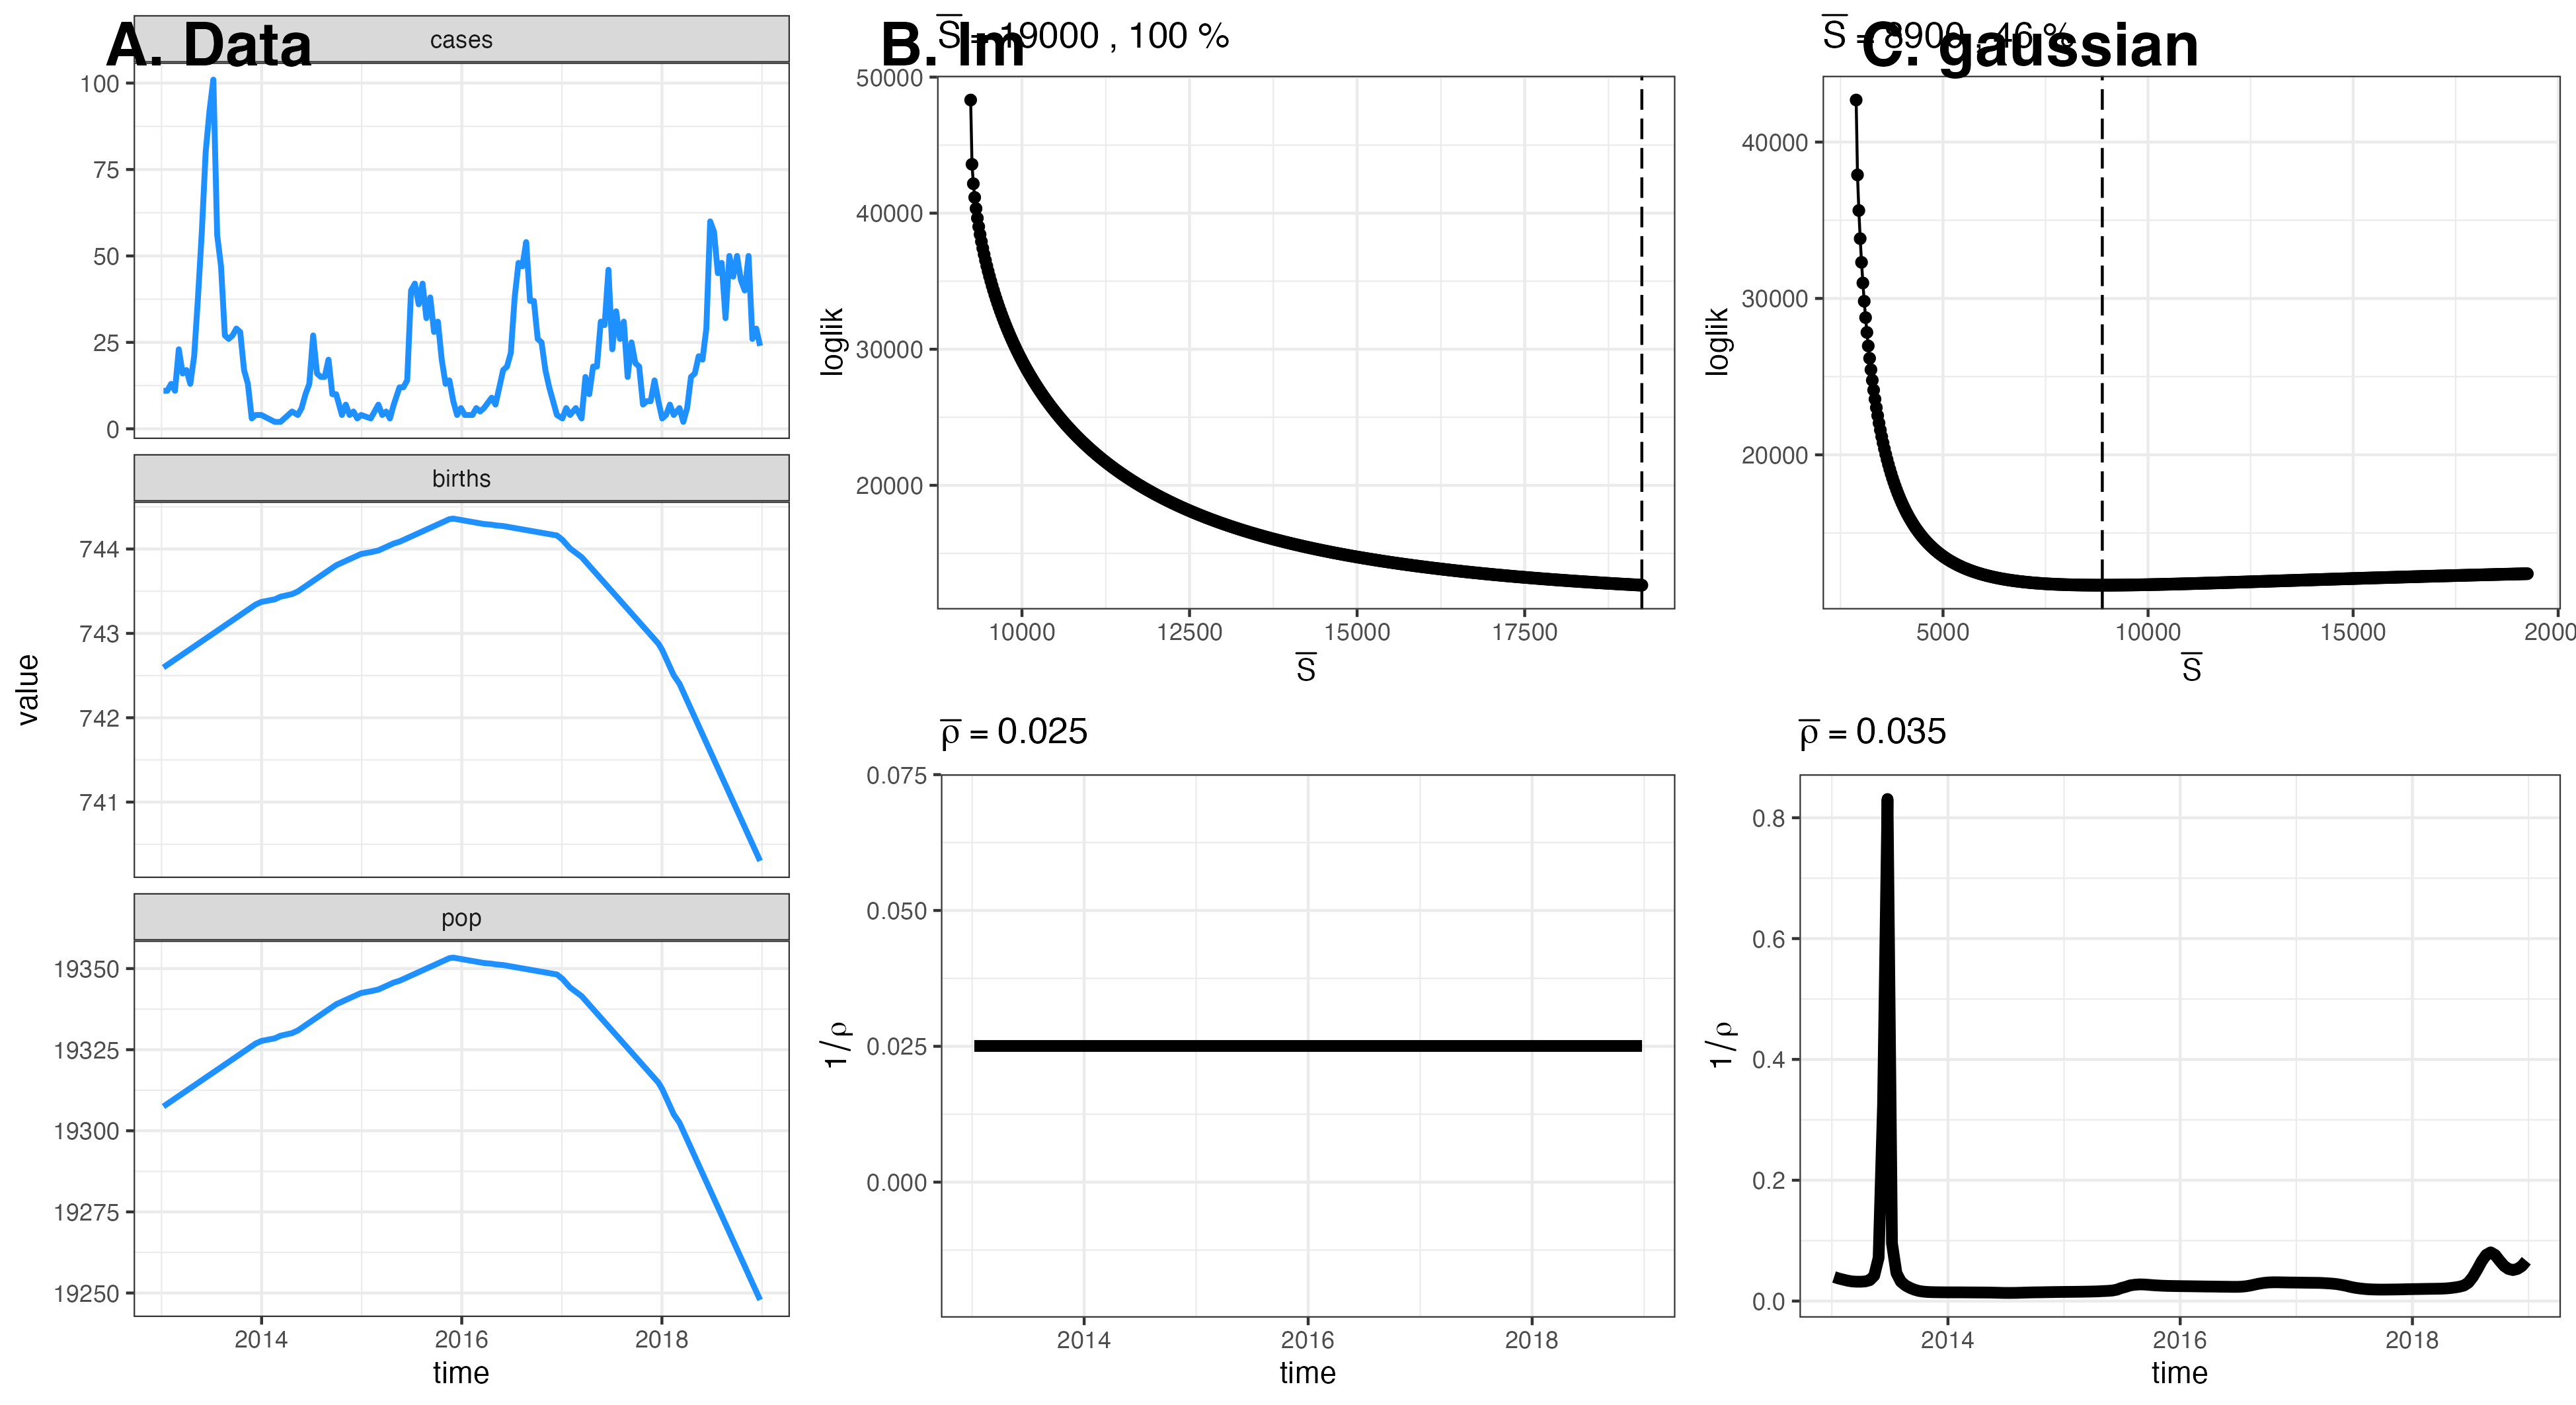 A. Data
cases
100
75
50
25
0
births
744
743
742
741
value
pop
19350
19325
19300
19275
19250
2014
2016
2018
time
B. lm
S̅ = 19000 , 100 %
50000
40000
30000
20000
loglik
10000
12500
15000
17500
S̅
ρ̅ = 0.025
0.075
0.050
0.025
0.000
1/ρ
2014
2016
2018
time
C. gaussian
S̅ = 8900 , 46 %
40000
30000
20000
loglik
5000
10000
15000
2000
S̅
ρ̅ = 0.035
0.8
0.6
0.4
0.2
0.0
1/ρ
2014
2016
2018
time